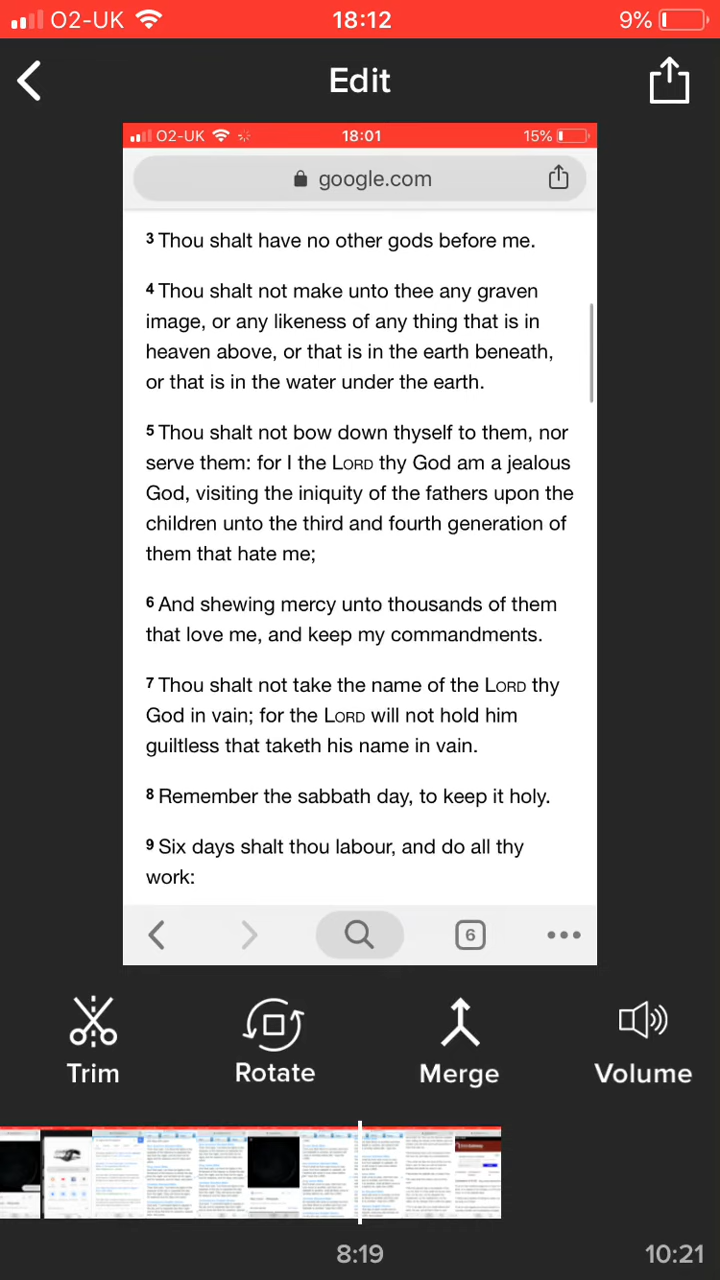 O2-UK 18:12 9%
Edit
O2-UK 18:01 15%
google.com
3 Thou shalt have no other gods before me.
4 Thou shalt not make unto thee any graven
image, or any likeness of any thing that is in
heaven above, or that is in the earth beneath,
or that is in the water under the earth.
5 Thou shalt not bow down thyself to them, nor
serve them: for I the LORD thy God am a jealous
God, visiting the iniquity of the fathers upon the
children unto the third and fourth generation of
them that hate me;
6 And shewing mercy unto thousands of them
that love me, and keep my commandments.
7 Thou shalt not take the name of the LORD thy
God in vain; for the LORD will not hold him
guiltless that taketh his name in vain.
8 Remember the sabbath day, to keep it holy.
9 Six days shalt thou labour, and do all thy
work:
6
Trim Rotate Merge Volume
8:19 10:21